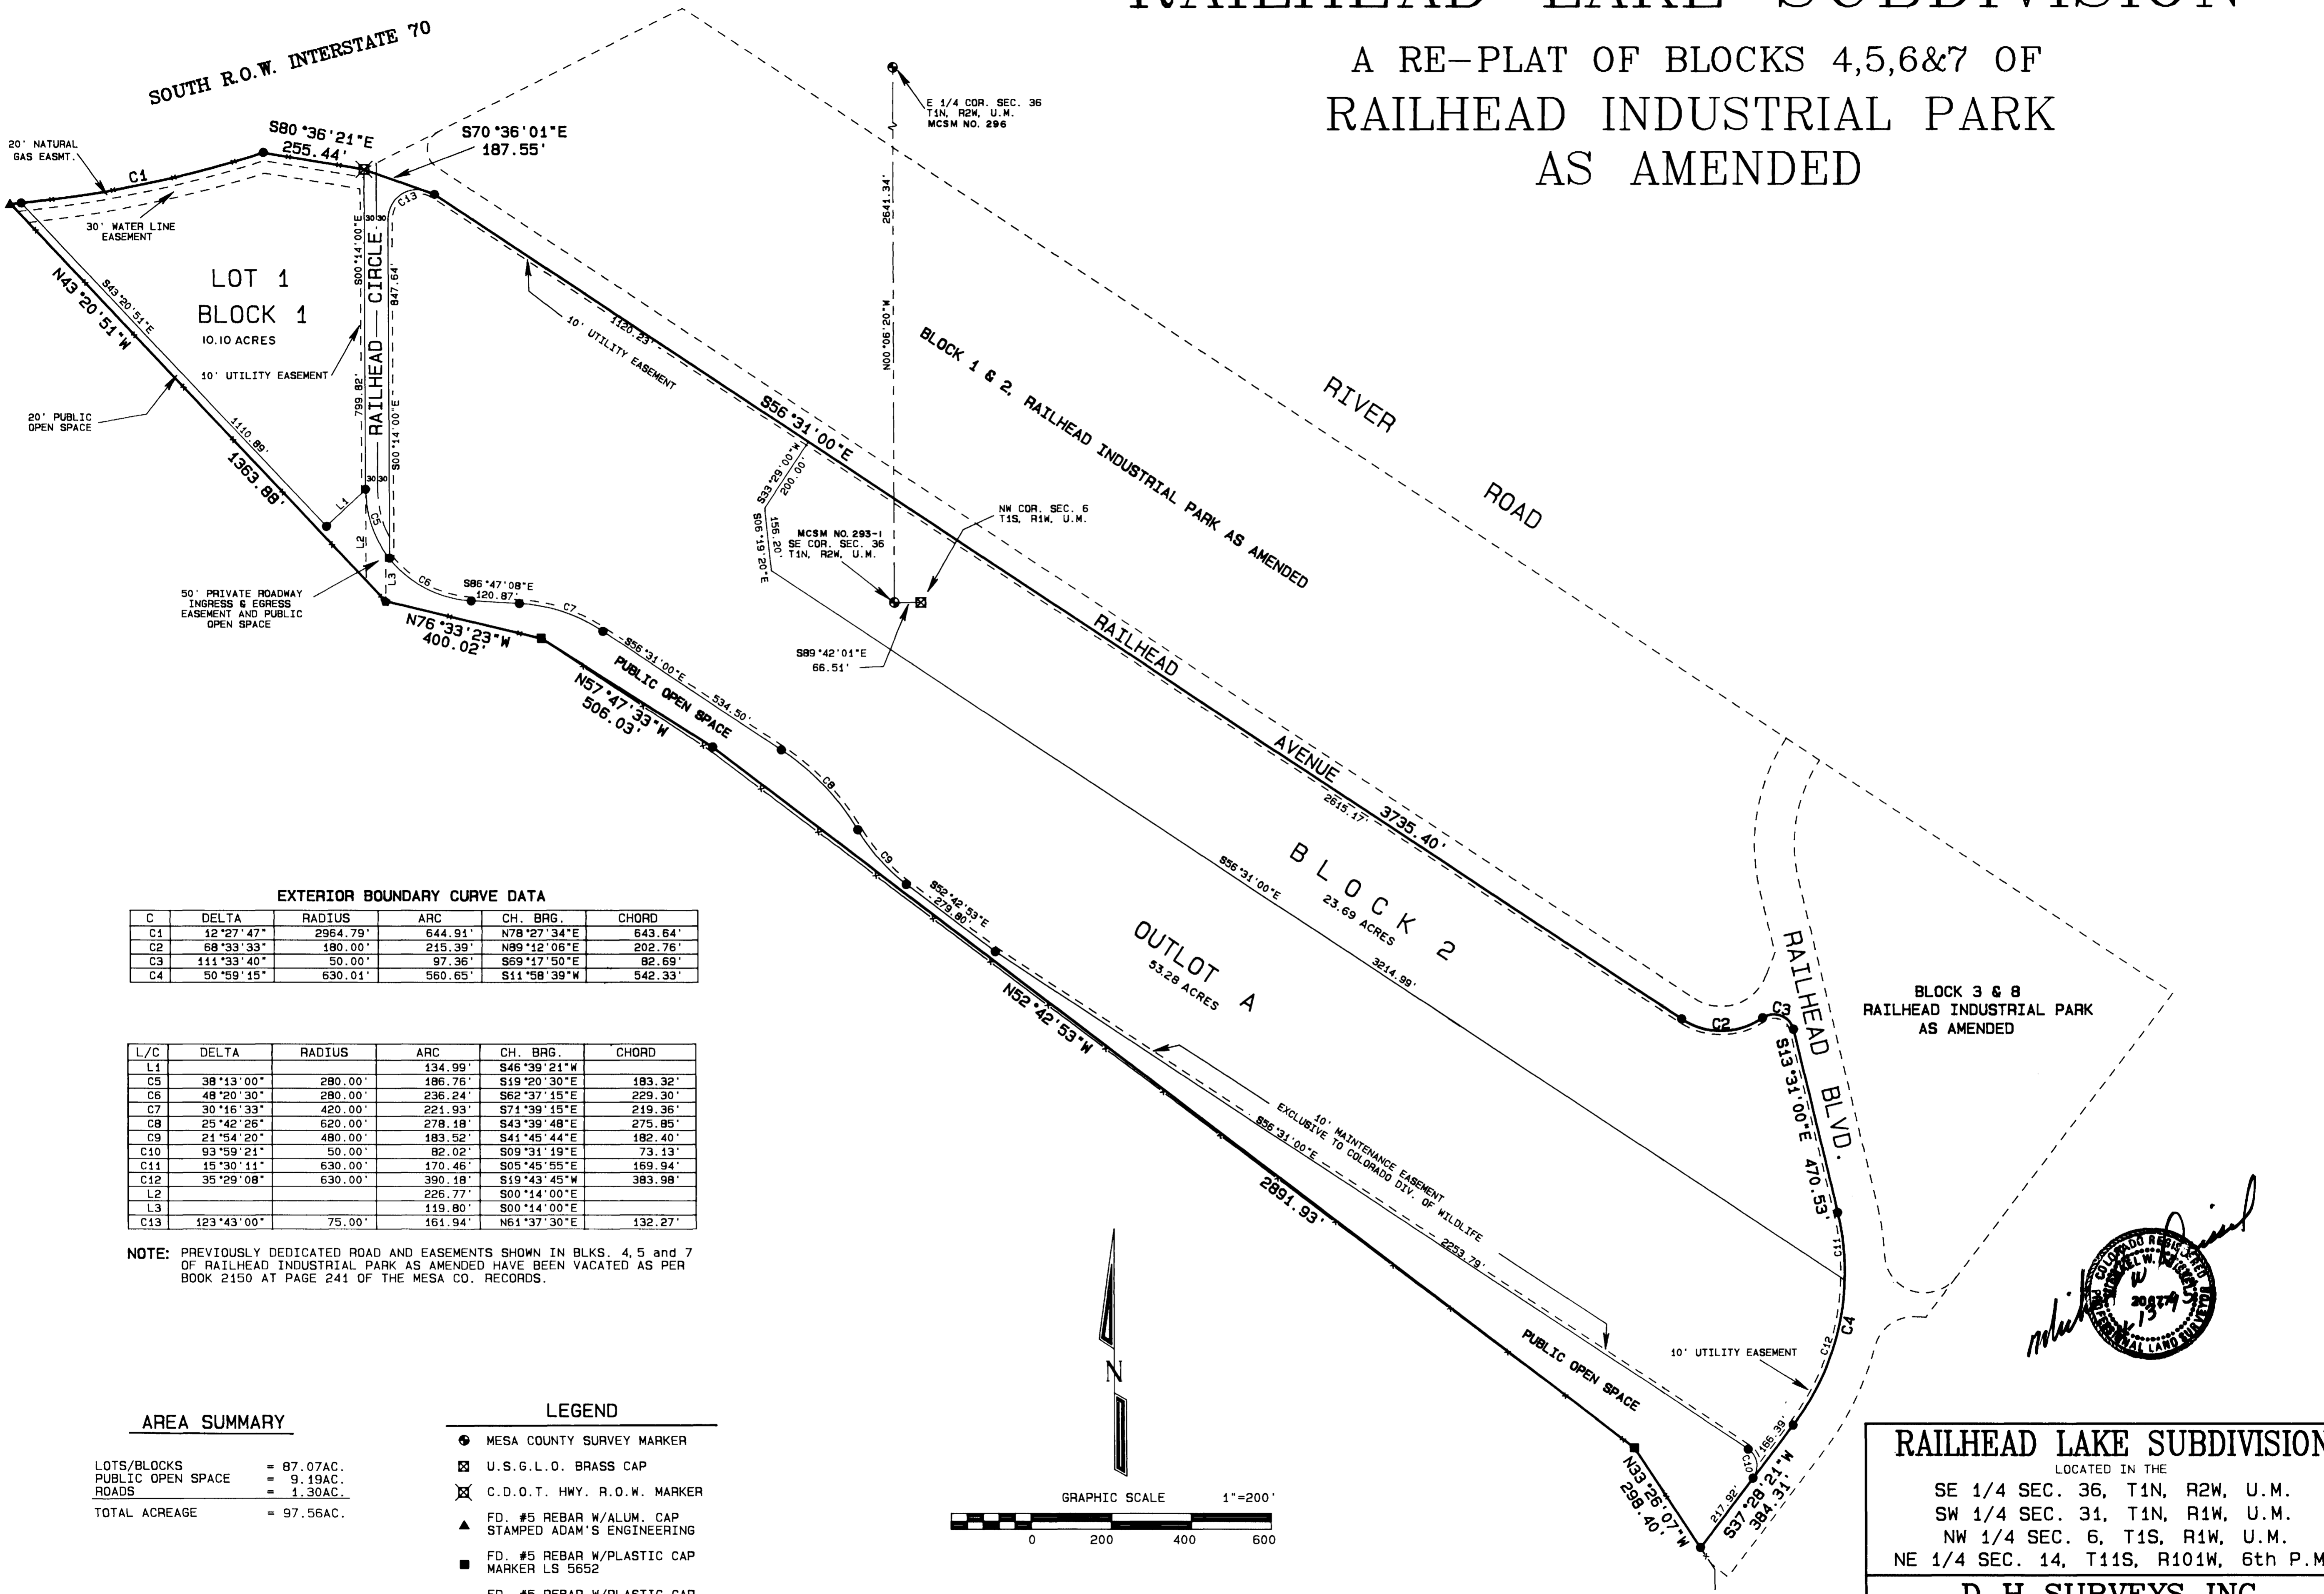 RAILHEAD LAKE SUBDIVISION
A RE-PLAT OF BLOCKS 4,5,6&7 OF
RAILHEAD INDUSTRIAL PARK
AS AMENDED
SOUTH R.O.W. INTERSTATE 70
20' NATURAL
GAS EASMT.
C1
S80°36'21"E
255.44'
S70°36'01"E
187.55'
30' WATER LINE
EASEMENT
C13
30 30
S00°14'00"E
799.82'
RAILHEAD CIRCLE
847.64'
S00°14'00"E
30 30
LOT 1
BLOCK 1
10.10 ACRES
10' UTILITY EASEMENT
N43°20'51"W
1363.88'
S43°20'51"E
1110.89'
20' PUBLIC
OPEN SPACE
L1
C5
L2
L3
50' PRIVATE ROADWAY
INGRESS & EGRESS
EASEMENT AND PUBLIC
OPEN SPACE
E 1/4 COR. SEC. 36
T1N, R2W, U.M.
MCSM NO. 296
2641.34'
N00°06'20"W
1120.23'
10' UTILITY EASEMENT
S56°31'00"E
S33°29'00"W
200.00'
156.20'
S06°19'20"E
MCSM NO. 293-1
SE COR. SEC. 36
T1N, R2W, U.M.
NW COR. SEC. 6
T1S, R1W, U.M.
S89°42'01"E
66.51'
BLOCK 1 & 2, RAILHEAD INDUSTRIAL PARK AS AMENDED
RIVER
ROAD
RAILHEAD
AVENUE
2615.17'
3735.40'
C6
S86°47'08"E
120.87'
C7
N76°33'23"W
400.02'
S56°31'00"E
534.50'
PUBLIC OPEN SPACE
N57°47'33"W
506.03'
C8
C9
S52°42'53"E
279.80'
N52°42'53"W
2891.93'
S56°31'00"E
3214.99'
BLOCK 2
23.69 ACRES
OUTLOT A
53.28 ACRES
C2
C3
RAILHEAD BLVD.
S13°31'00"E 470.53'
BLOCK 3 & 8
RAILHEAD INDUSTRIAL PARK
AS AMENDED
C11
C4
C12
10' UTILITY EASEMENT
10' MAINTENANCE EASEMENT
EXCLUSIVE TO COLORADO DIV. OF WILDLIFE
S56°31'00"E
2253.79'
PUBLIC OPEN SPACE
166.39'
C10
217.92'
S37°28'21"W
384.31'
N33°26'07"W
298.40'
EXTERIOR BOUNDARY CURVE DATA
C DELTA RADIUS ARC CH. BRG. CHORD
C1 12°27'47" 2964.79' 644.91' N78°27'34"E 643.64'
C2 68°33'33" 180.00' 215.39' N89°12'06"E 202.76'
C3 111°33'40" 50.00' 97.36' S69°17'50"E 82.69'
C4 50°59'15" 630.01' 560.65' S11°58'39"W 542.33'
L/C DELTA RADIUS ARC CH. BRG. CHORD
L1 134.99' S46°39'21"W
C5 38°13'00" 280.00' 186.76' S19°20'30"E 183.32'
C6 48°20'30" 280.00' 236.24' S62°37'15"E 229.30'
C7 30°16'33" 420.00' 221.93' S71°39'15"E 219.36'
C8 25°42'26" 620.00' 278.18' S43°39'48"E 275.85'
C9 21°54'20" 480.00' 183.52' S41°45'44"E 182.40'
C10 93°59'21" 50.00' 82.02' S09°31'19"E 73.13'
C11 15°30'11" 630.00' 170.46' S05°45'55"E 169.94'
C12 35°29'08" 630.00' 390.18' S19°43'45"W 383.98'
L2 226.77' S00°14'00"E
L3 119.80' S00°14'00"E
C13 123°43'00" 75.00' 161.94' N61°37'30"E 132.27'
NOTE: PREVIOUSLY DEDICATED ROAD AND EASEMENTS SHOWN IN BLKS. 4, 5 and 7
OF RAILHEAD INDUSTRIAL PARK AS AMENDED HAVE BEEN VACATED AS PER
BOOK 2150 AT PAGE 241 OF THE MESA CO. RECORDS.
AREA SUMMARY
LOTS/BLOCKS = 87.07AC.
PUBLIC OPEN SPACE = 9.19AC.
ROADS = 1.30AC.
TOTAL ACREAGE = 97.56AC.
LEGEND
MESA COUNTY SURVEY MARKER
U.S.G.L.O. BRASS CAP
C.D.O.T. HWY. R.O.W. MARKER
FD. #5 REBAR W/ALUM. CAP
STAMPED ADAM'S ENGINEERING
FD. #5 REBAR W/PLASTIC CAP
MARKER LS 5652
FD. #5 REBAR W/PLASTIC CAP
N
GRAPHIC SCALE 1"=200'
0 200 400 600
COLORADO REGISTERED
PROFESSIONAL LAND SURVEYOR
RAILHEAD LAKE SUBDIVISION
LOCATED IN THE
SE 1/4 SEC. 36, T1N, R2W, U.M.
SW 1/4 SEC. 31, T1N, R1W, U.M.
NW 1/4 SEC. 6, T1S, R1W, U.M.
NE 1/4 SEC. 14, T11S, R101W, 6th P.M.
D H SURVEYS INC.